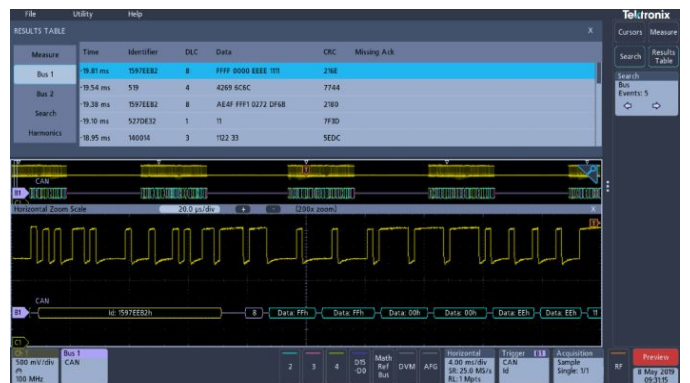 File Utility Help
Tektronix
RESULTS TABLE X
Cursors Measure
Measure
Time Identifier DLC Data CRC Missing Ack
Bus 1
-19.81 ms 1597EEB2 8 FFFF 0000 EEEE 1111 216E
Search
Results Table
Bus 2
-19.54 ms 519 4 4269 6C6C 7744
Search
Bus
Events: 5
-19.38 ms 1597EEB2 8 AE4F FFF1 0272 DF6B 2180
Search
-19.10 ms 527DE32 1 11 7F3D
Harmonics
-18.95 ms 140014 3 1122 33 5EDC
T
CAN
B1
Horizontal Zoom Scale 20.0 µs/div + - [200x zoom] X
CAN
B1 Id: 1597EEB2h 8 Data: FFh Data: FFh Data: 00h Data: 00h Data: EEh Data: EEh 11
C1
Ch 1
500 mV/div
100 MHz
Bus 1
CAN
2 3 4
D15
-D0
Math
Ref
Bus
DVM AFG
Horizontal
4.00 ms/div
SR: 25.0 MS/s
RL: 1 Mpts
Trigger B1
CAN
Id
Acquisition
Sample
Single: 1/1
RF
Preview
8 May 2019
09:31:15